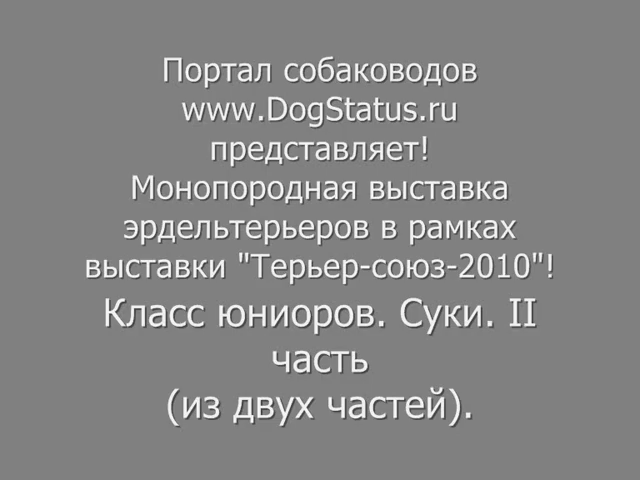 Портал собаководов
www.DogStatus.ru
представляет!
Монопородная выставка
эрдельтерьеров в рамках
выставки "Терьер-союз-2010"!
Класс юниоров. Суки. II
часть
(из двух частей).